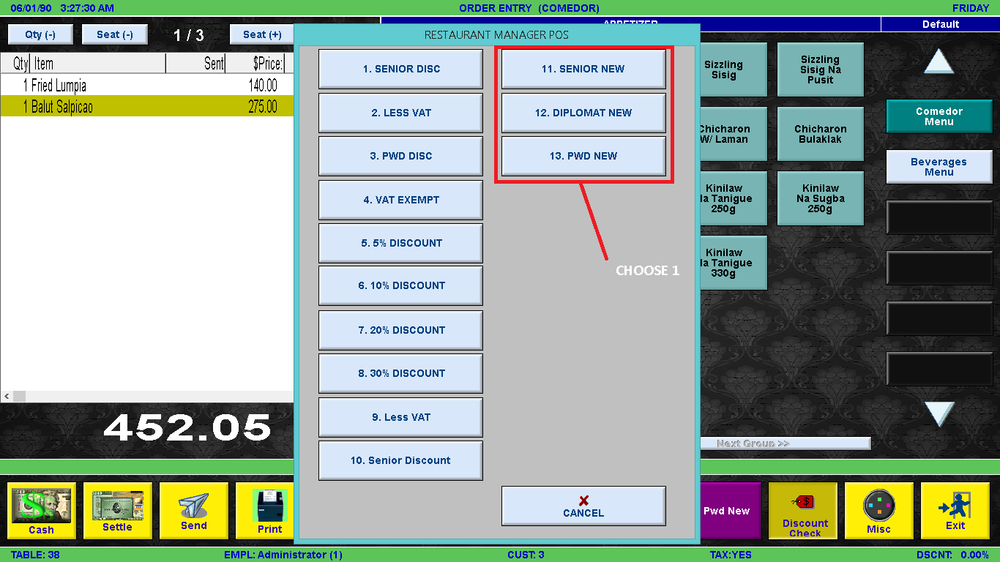 06/01/90 3:27:30 AM
ORDER ENTRY (COMEDOR)
FRIDAY
Qty (-)
Seat (-)
1 / 3
Seat (+)
Default
Qty Item Sent $Price:
1 Fried Lumpia 140.00
1 Balut Salpicao 275.00
452.05
RESTAURANT MANAGER POS
1. SENIOR DISC
2. LESS VAT
3. PWD DISC
4. VAT EXEMPT
5. 5% DISCOUNT
6. 10% DISCOUNT
7. 20% DISCOUNT
8. 30% DISCOUNT
9. Less VAT
10. Senior Discount
11. SENIOR NEW
12. DIPLOMAT NEW
13. PWD NEW
CHOOSE 1
CANCEL
APPETIZER
Sizzling
Sisig
Sizzling
Sisig Na
Pusit
Chicharon
W/ Laman
Chicharon
Bulaklak
Kinilaw
Na Tanigue
250g
Kinilaw
Na Sugba
250g
Kinilaw
Na Tanigue
330g
Comedor
Menu
Beverages
Menu
Next Group >>
Cash
Settle
Send
Print
Pwd New
Discount
Check
Misc
Exit
TABLE: 38
EMPL: Administrator (1)
CUST: 3
TAX:YES
DSCNT: 0.00%